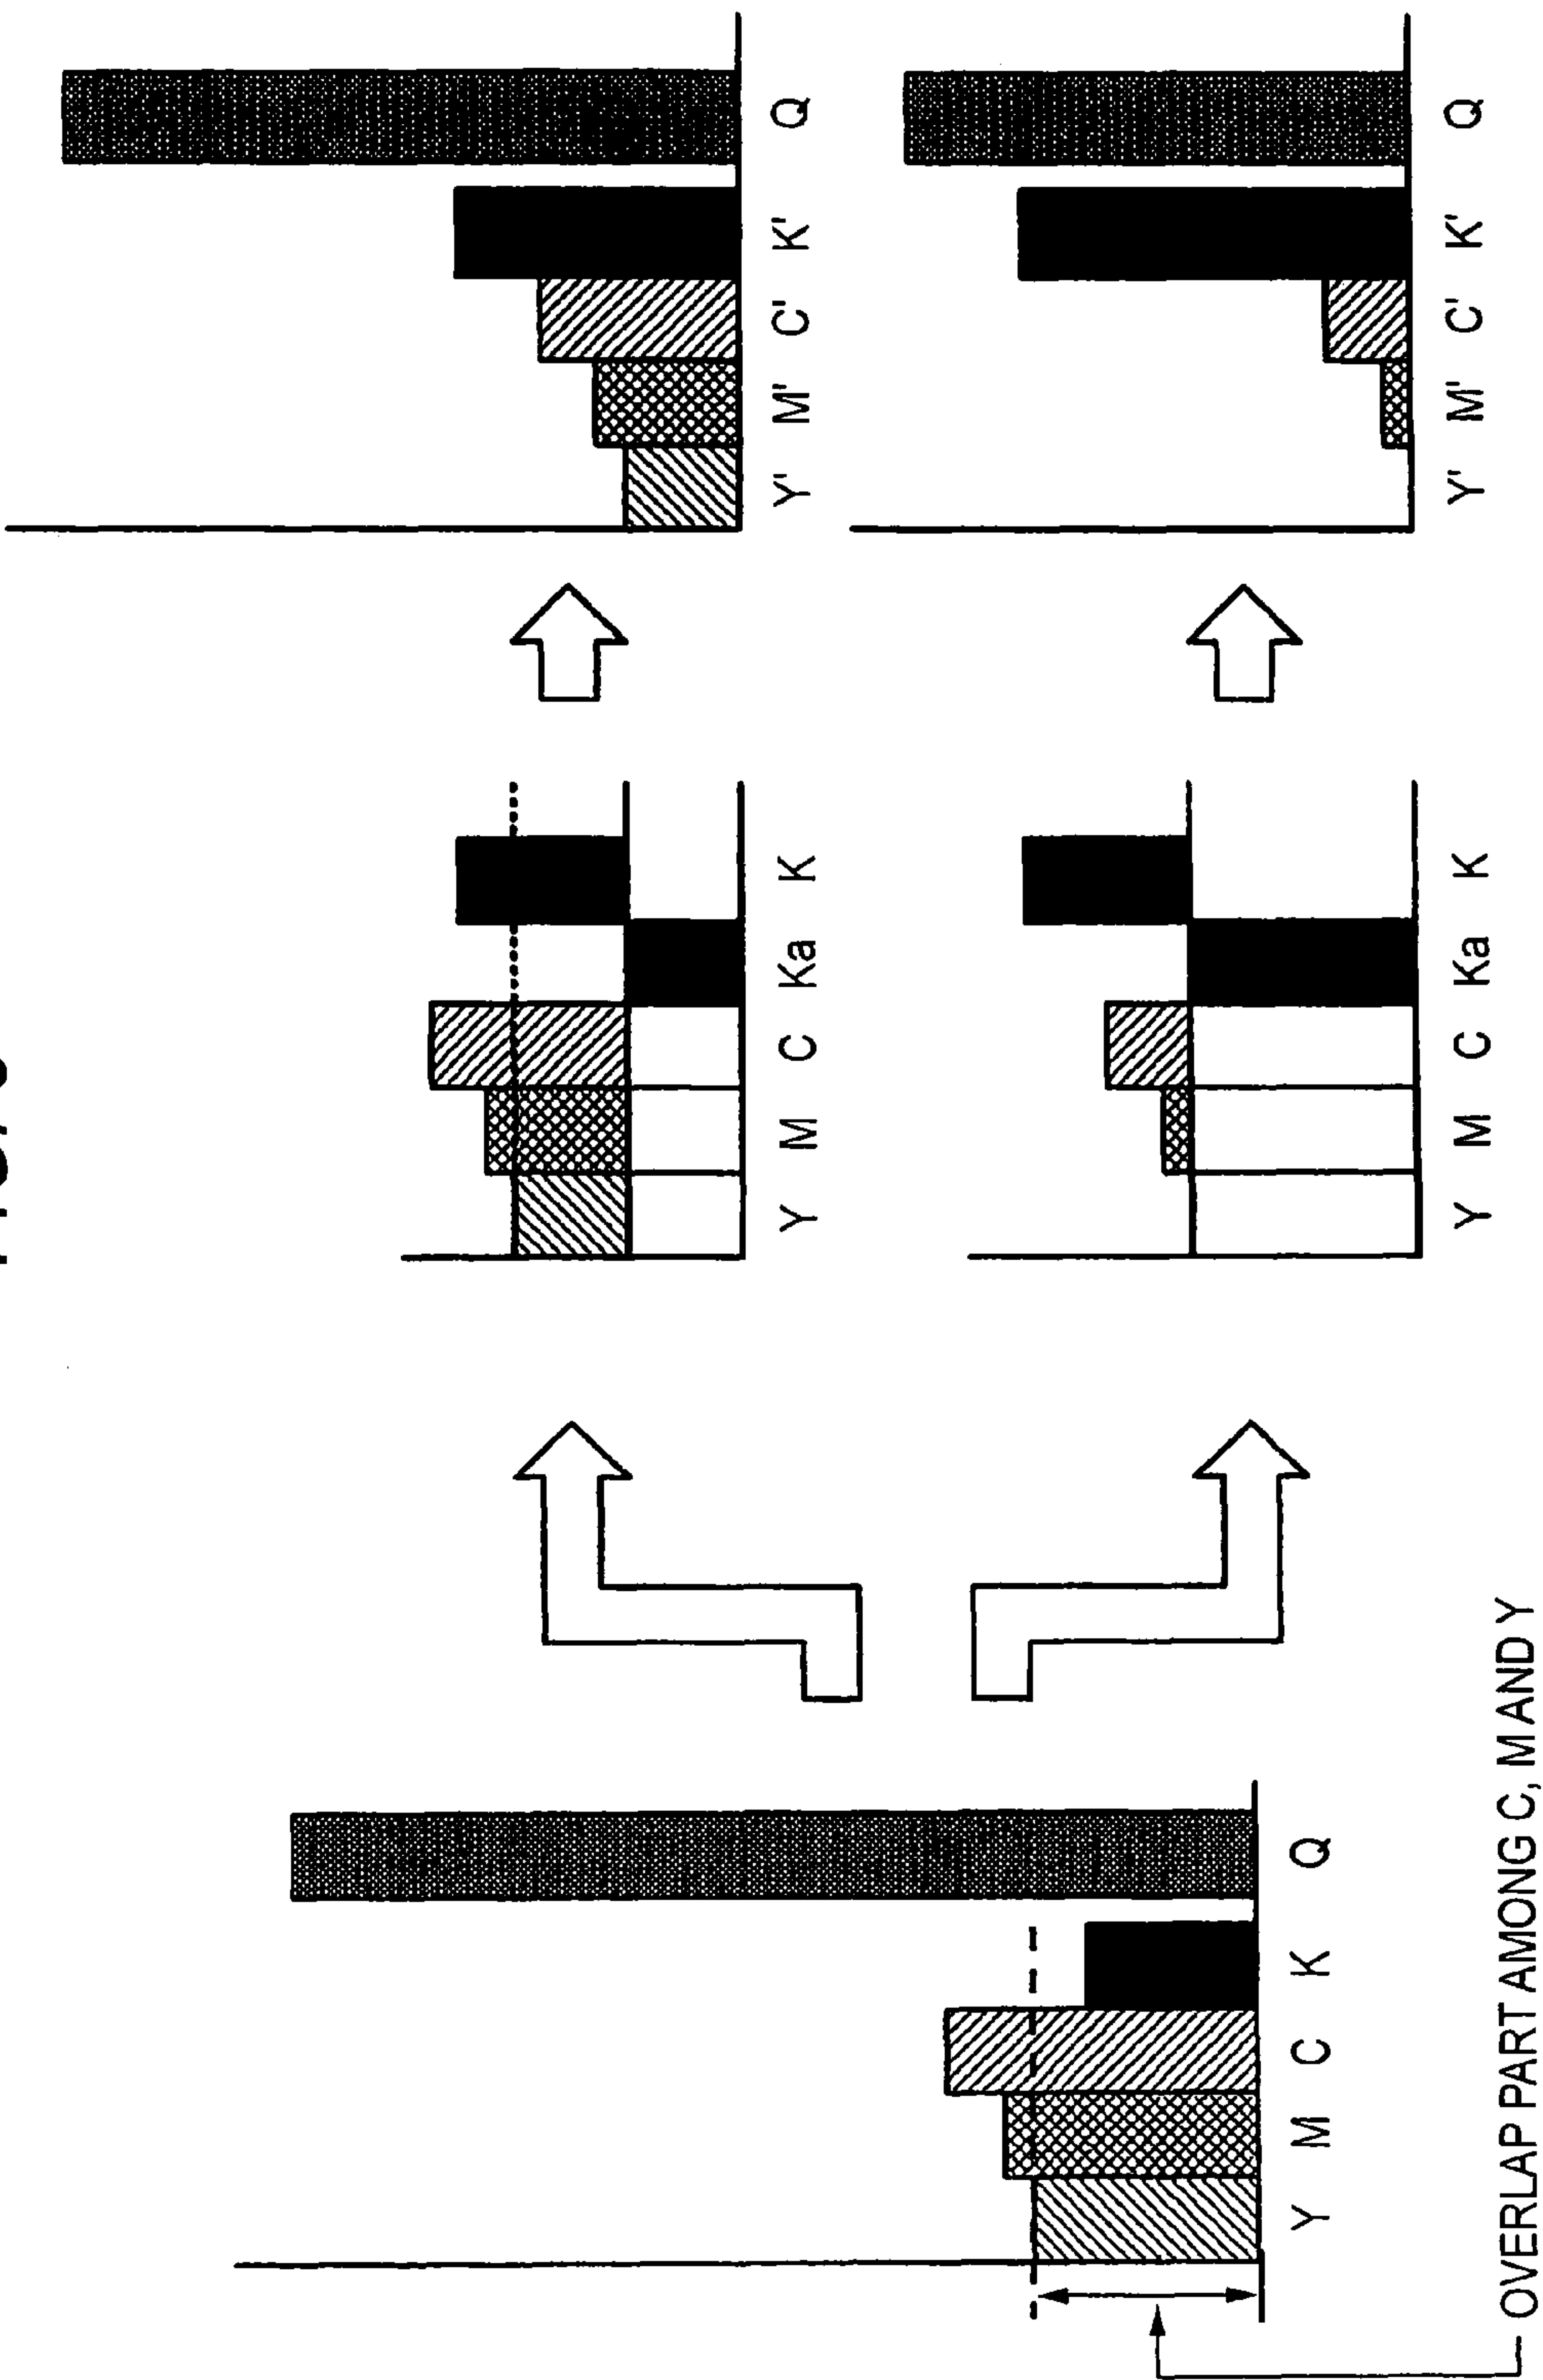 Y M C Ka K
Y' M' C' K' Q
Y M C K Q
Y M C Ka K
Y' M' C' K' Q
OVERLAP PART AMONG C, M AND Y